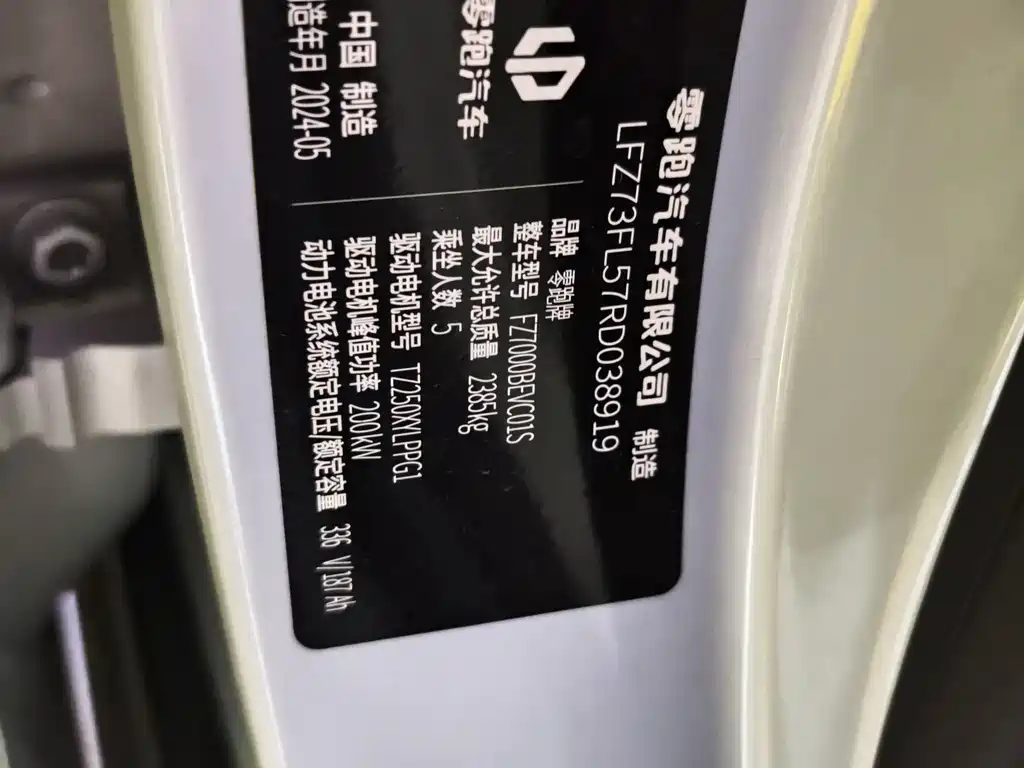 零跑汽车有限公司 制造
LFZ73FL57RD038919
品牌 零跑牌
整车型号 FZ7000BEVC01S
最大允许总质量 2385kg
乘坐人数 5
驱动电机型号 TZ250XYLPPG1
驱动电机峰值功率 200kW
动力电池系统额定电压/额定容量 336 V/187Ah
零跑汽车
中国 制造
造年月 2024-05